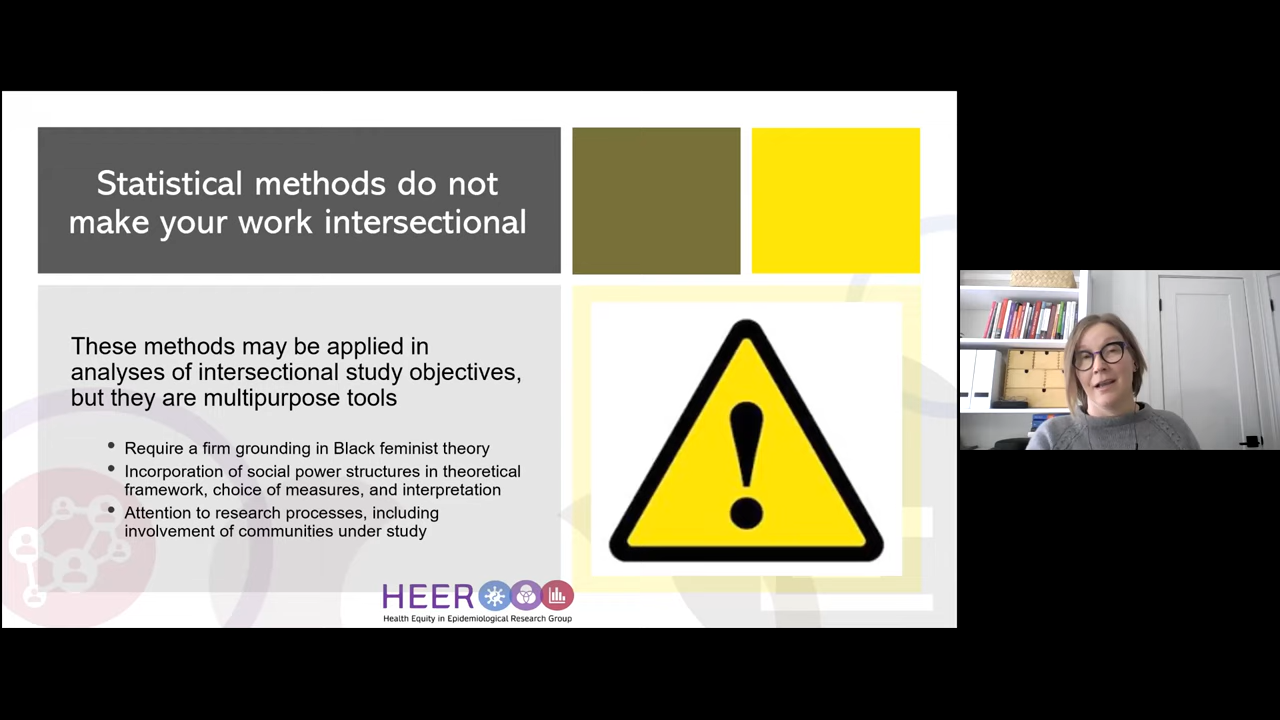 Statistical methods do not
make your work intersectional
These methods may be applied in
analyses of intersectional study objectives,
but they are multipurpose tools
• Require a firm grounding in Black feminist theory
• Incorporation of social power structures in theoretical
framework, choice of measures, and interpretation
• Attention to research processes, including
involvement of communities under study
HEER
Health Equity in Epidemiological Research Group